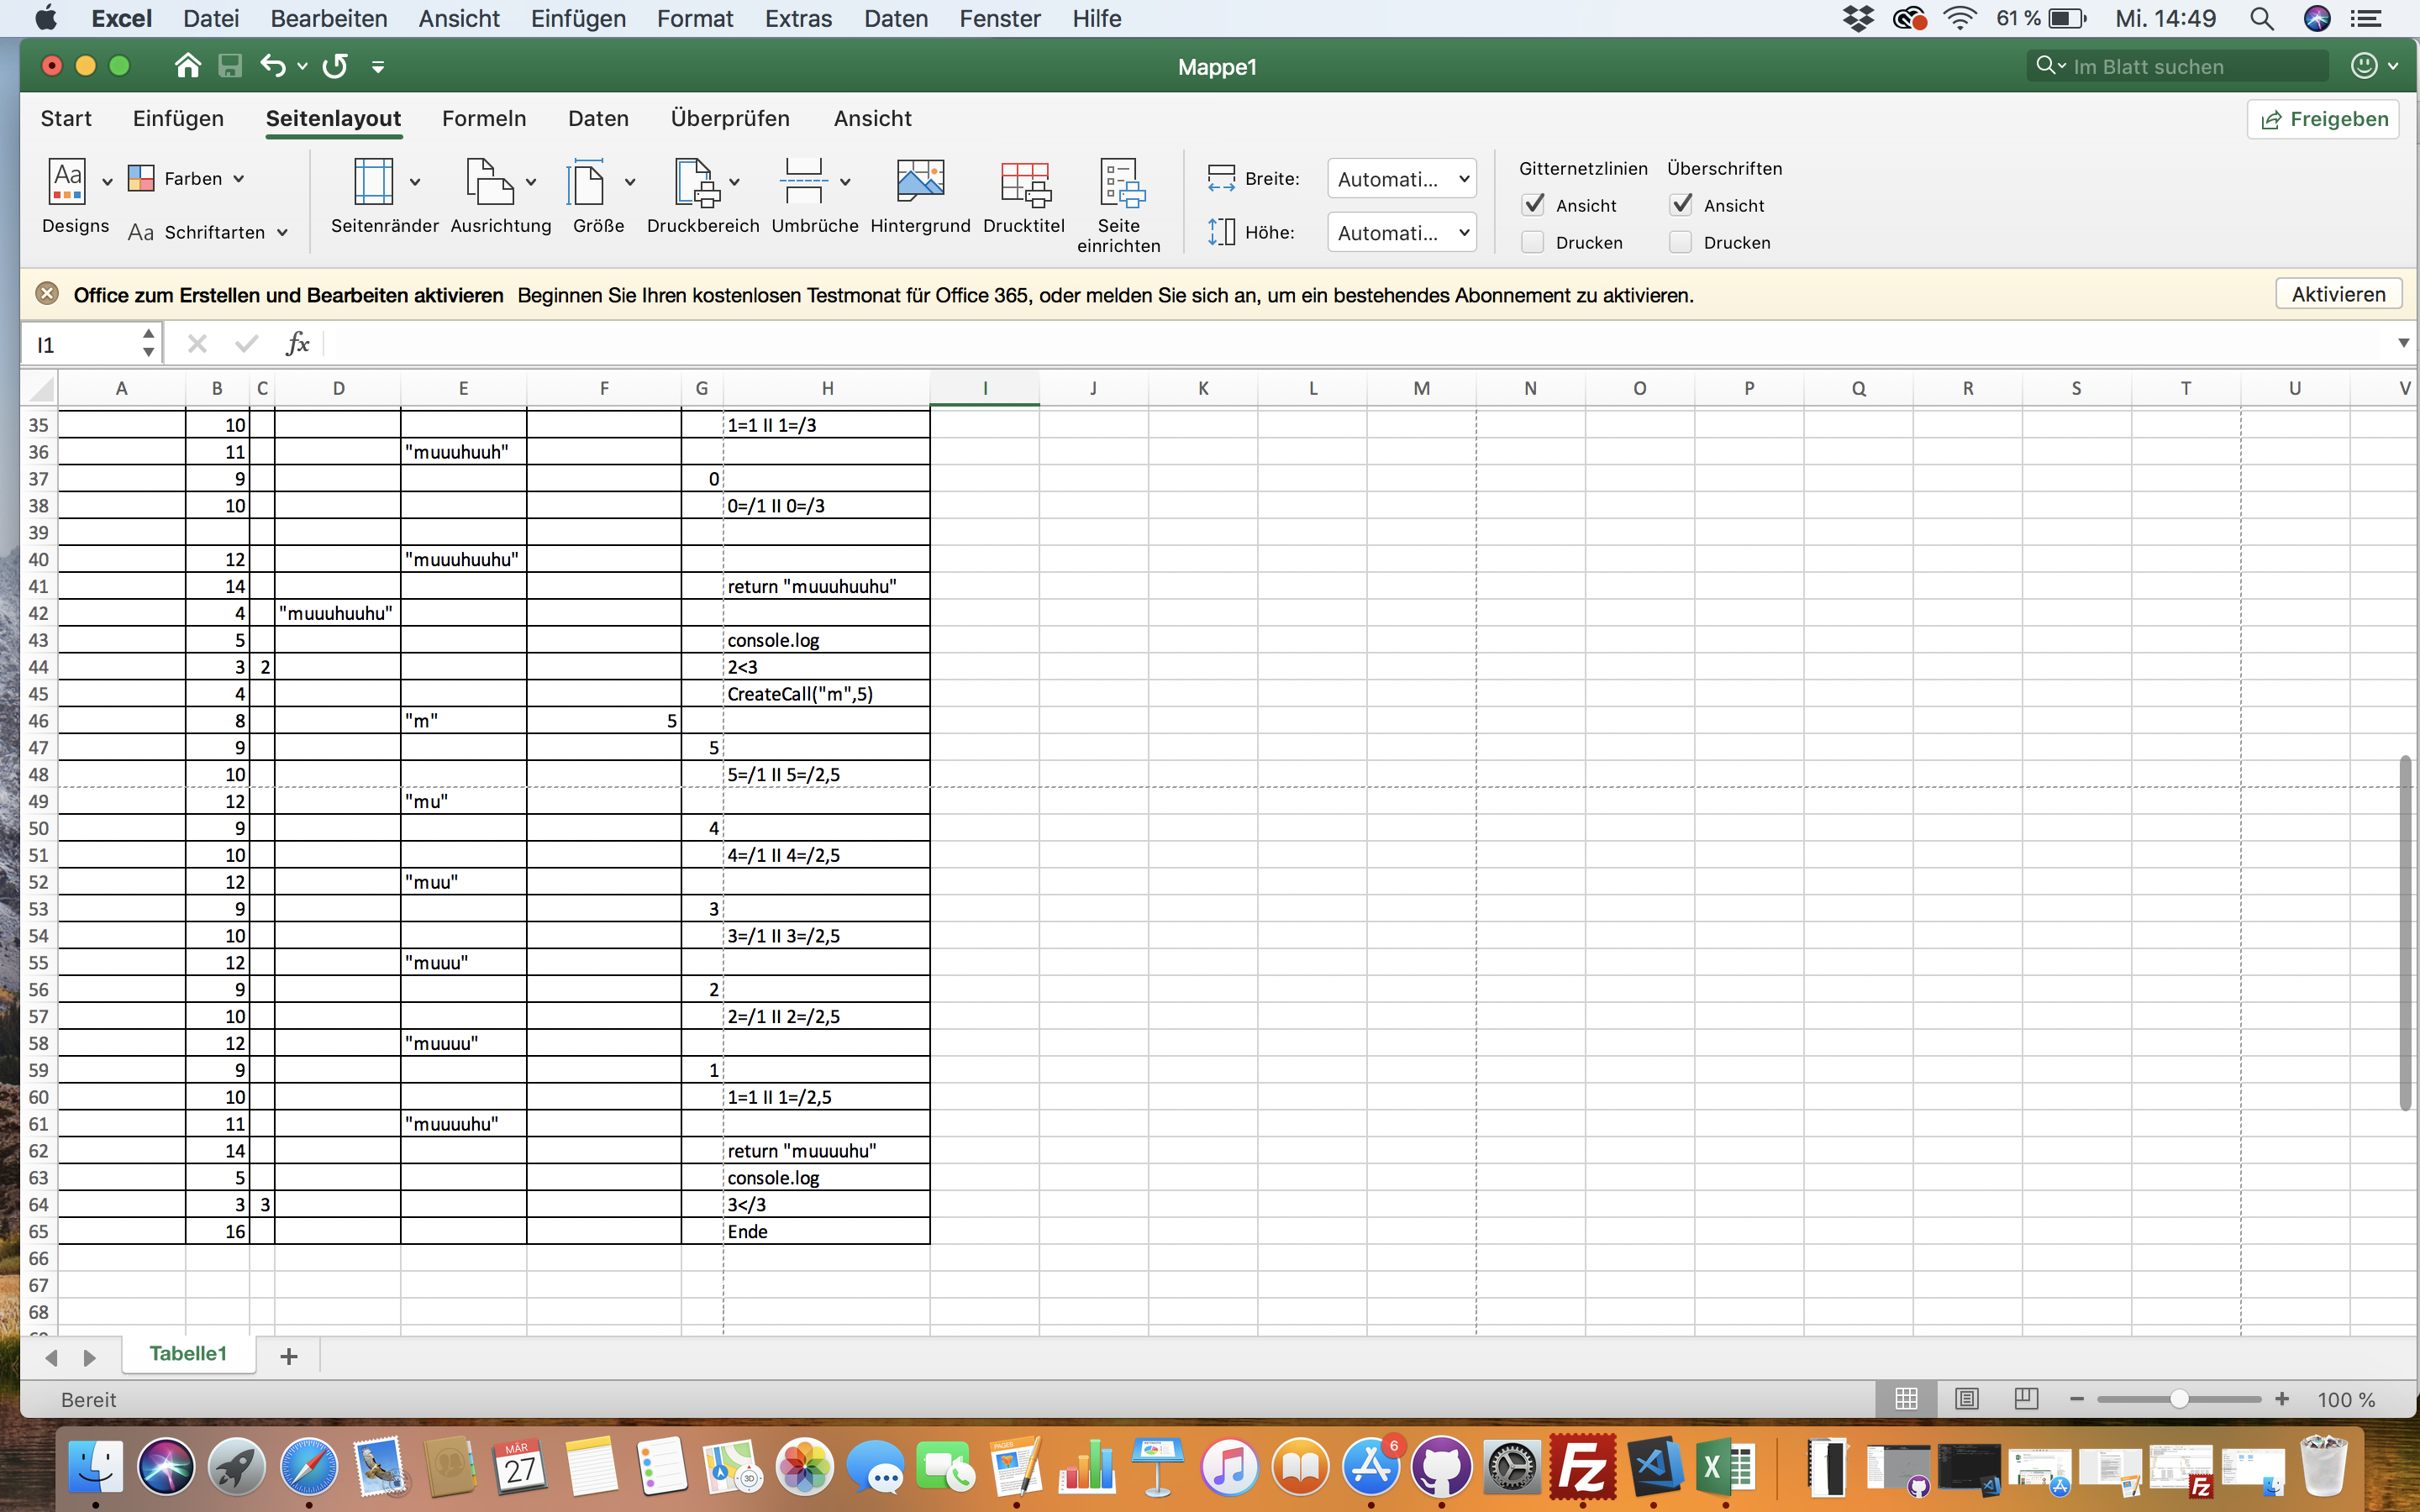 Excel Datei Bearbeiten Ansicht Einfügen Format Extras Daten Fenster Hilfe 61 % Mi. 14:49
Mappe1 Im Blatt suchen
Start Einfügen Seitenlayout Formeln Daten Überprüfen Ansicht Freigeben
Aa Designs Farben Aa Schriftarten
Seitenränder Ausrichtung Größe Druckbereich Umbrüche Hintergrund Drucktitel Seite einrichten
Breite: Automati...
Höhe: Automati...
Gitternetzlinien Überschriften
Ansicht Ansicht
Drucken Drucken
Office zum Erstellen und Bearbeiten aktivieren Beginnen Sie Ihren kostenlosen Testmonat für Office 365, oder melden Sie sich an, um ein bestehendes Abonnement zu aktivieren. Aktivieren
I1 fx
A B C D E F G H I J K L M N O P Q R S T U V
35 10 1=1 II 1=/3
36 11 "muuuhuuh"
37 9 0
38 10 0=/1 II 0=/3
39
40 12 "muuuhuuhu"
41 14 return "muuuhuuhu"
42 4 "muuuhuuhu"
43 5 console.log
44 3 2 2<3
45 4 CreateCall("m",5)
46 8 "m" 5
47 9 5
48 10 5=/1 II 5=/2,5
49 12 "mu"
50 9 4
51 10 4=/1 II 4=/2,5
52 12 "muu"
53 9 3
54 10 3=/1 II 3=/2,5
55 12 "muuu"
56 9 2
57 10 2=/1 II 2=/2,5
58 12 "muuuu"
59 9 1
60 10 1=1 II 1=/2,5
61 11 "muuuuhu"
62 14 return "muuuuhu"
63 5 console.log
64 3 3 3</3
65 16 Ende
66
67
68
Tabelle1
Bereit 100 %
MÄR
27
3D
PAGES
6
Fz
X
Fz